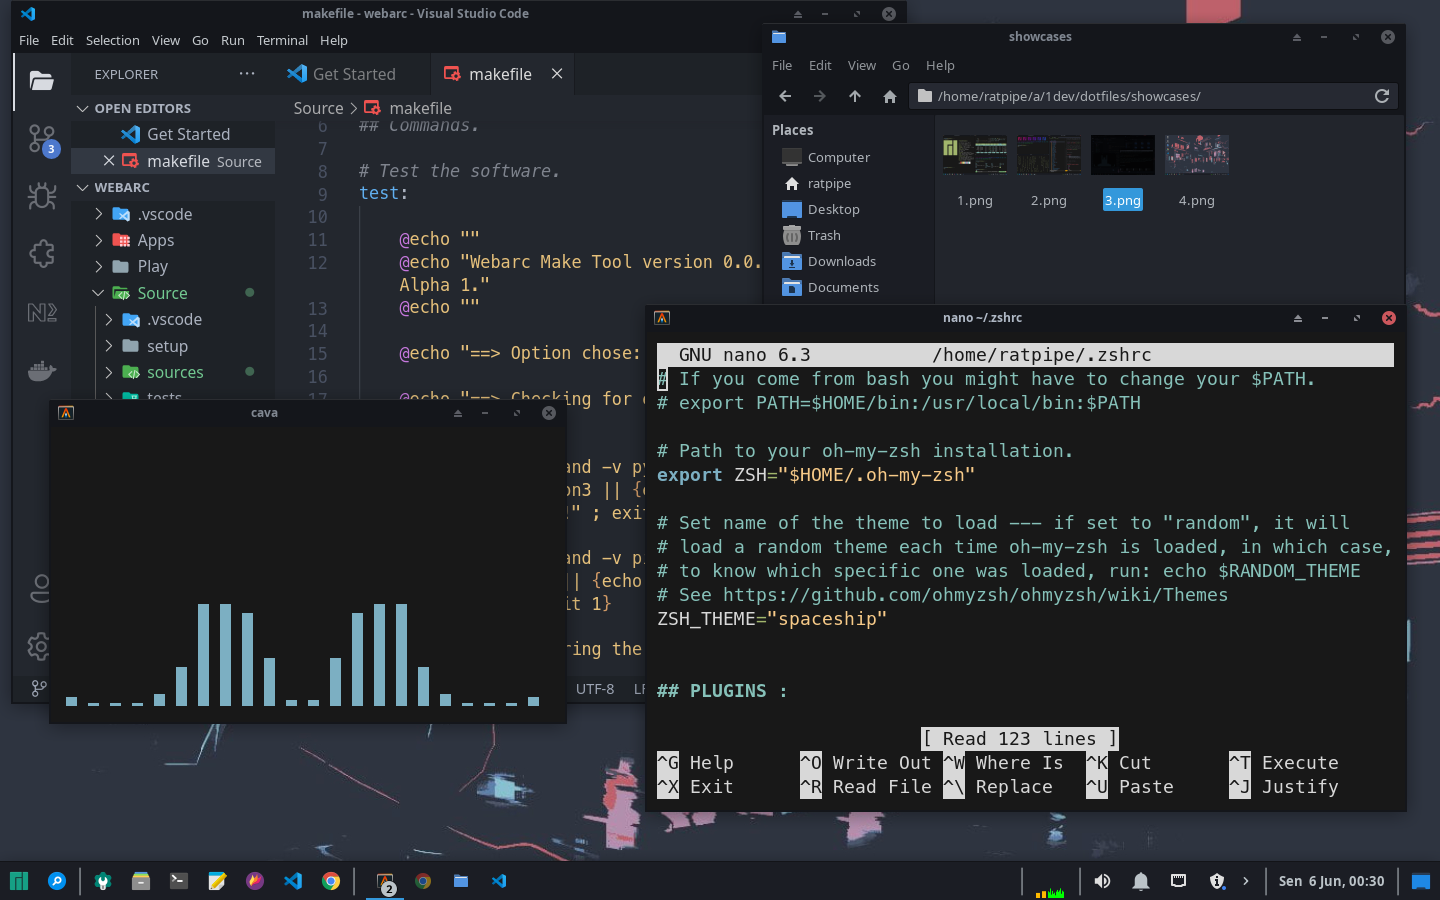 makefile - webarc - Visual Studio Code
File Edit Selection View Go Run Terminal Help
EXPLORER
Get Started
makefile
OPEN EDITORS
Get Started
makefile Source
3
WEBARC
.vscode
Apps
Play
Source
.vscode
setup
sources
tests
Source > makefile
6 ## Commands.
7
8 # Test the software.
9 test:
10
11 @echo ""
12 @echo "Webarc Make Tool version 0.0.
Alpha 1."
13 @echo ""
14
15 @echo "==> Option chose:
16
17 @echo "==> Checking for
and -v py
on3 || {
!" ; exi
and -v pi
|| {echo
it 1}
ring the
UTF-8 LF
showcases
File Edit View Go Help
/home/ratpipe/a/1dev/dotfiles/showcases/
Places
Computer
ratpipe
Desktop
Trash
Downloads
Documents
1.png 2.png 3.png 4.png
cava
nano ~/.zshrc
GNU nano 6.3 /home/ratpipe/.zshrc
# If you come from bash you might have to change your $PATH.
# export PATH=$HOME/bin:/usr/local/bin:$PATH
# Path to your oh-my-zsh installation.
export ZSH="$HOME/.oh-my-zsh"
# Set name of the theme to load --- if set to "random", it will
# load a random theme each time oh-my-zsh is loaded, in which case,
# to know which specific one was loaded, run: echo $RANDOM_THEME
# See https://github.com/ohmyzsh/ohmyzsh/wiki/Themes
ZSH_THEME="spaceship"
## PLUGINS :
[ Read 123 lines ]
^G Help ^O Write Out ^W Where Is ^K Cut ^T Execute
^X Exit ^R Read File ^\ Replace ^U Paste ^J Justify
2
Sen 6 Jun, 00:30